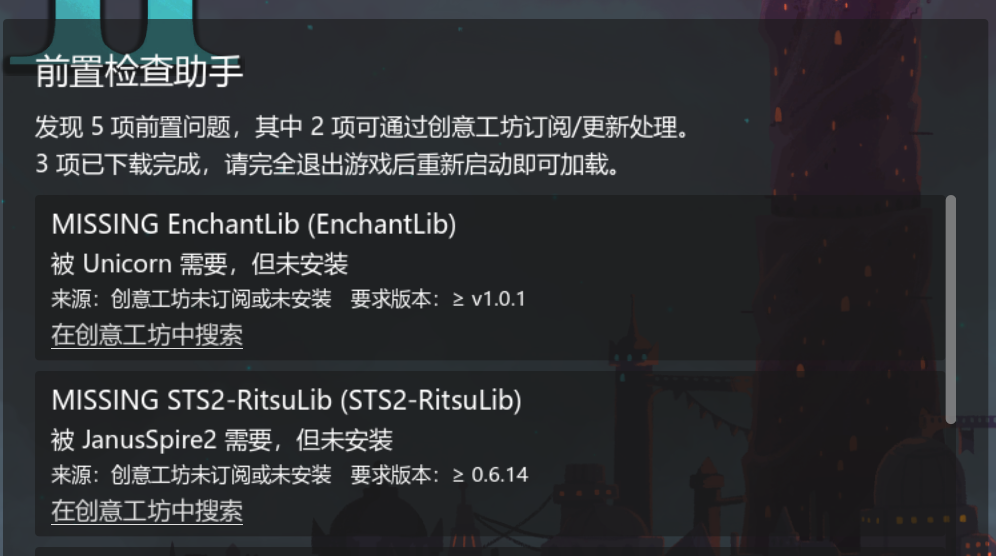 前置检查助手
发现 5 项前置问题，其中 2 项可通过创意工坊订阅/更新处理。
3 项已下载完成，请完全退出游戏后重新启动即可加载。
MISSING EnchantLib (EnchantLib)
被 Unicorn 需要，但未安装
来源：创意工坊未订阅或未安装 要求版本：≥ v1.0.1
在创意工坊中搜索
MISSING STS2-RitsuLib (STS2-RitsuLib)
被 JanusSpire2 需要，但未安装
来源：创意工坊未订阅或未安装 要求版本：≥ 0.6.14
在创意工坊中搜索